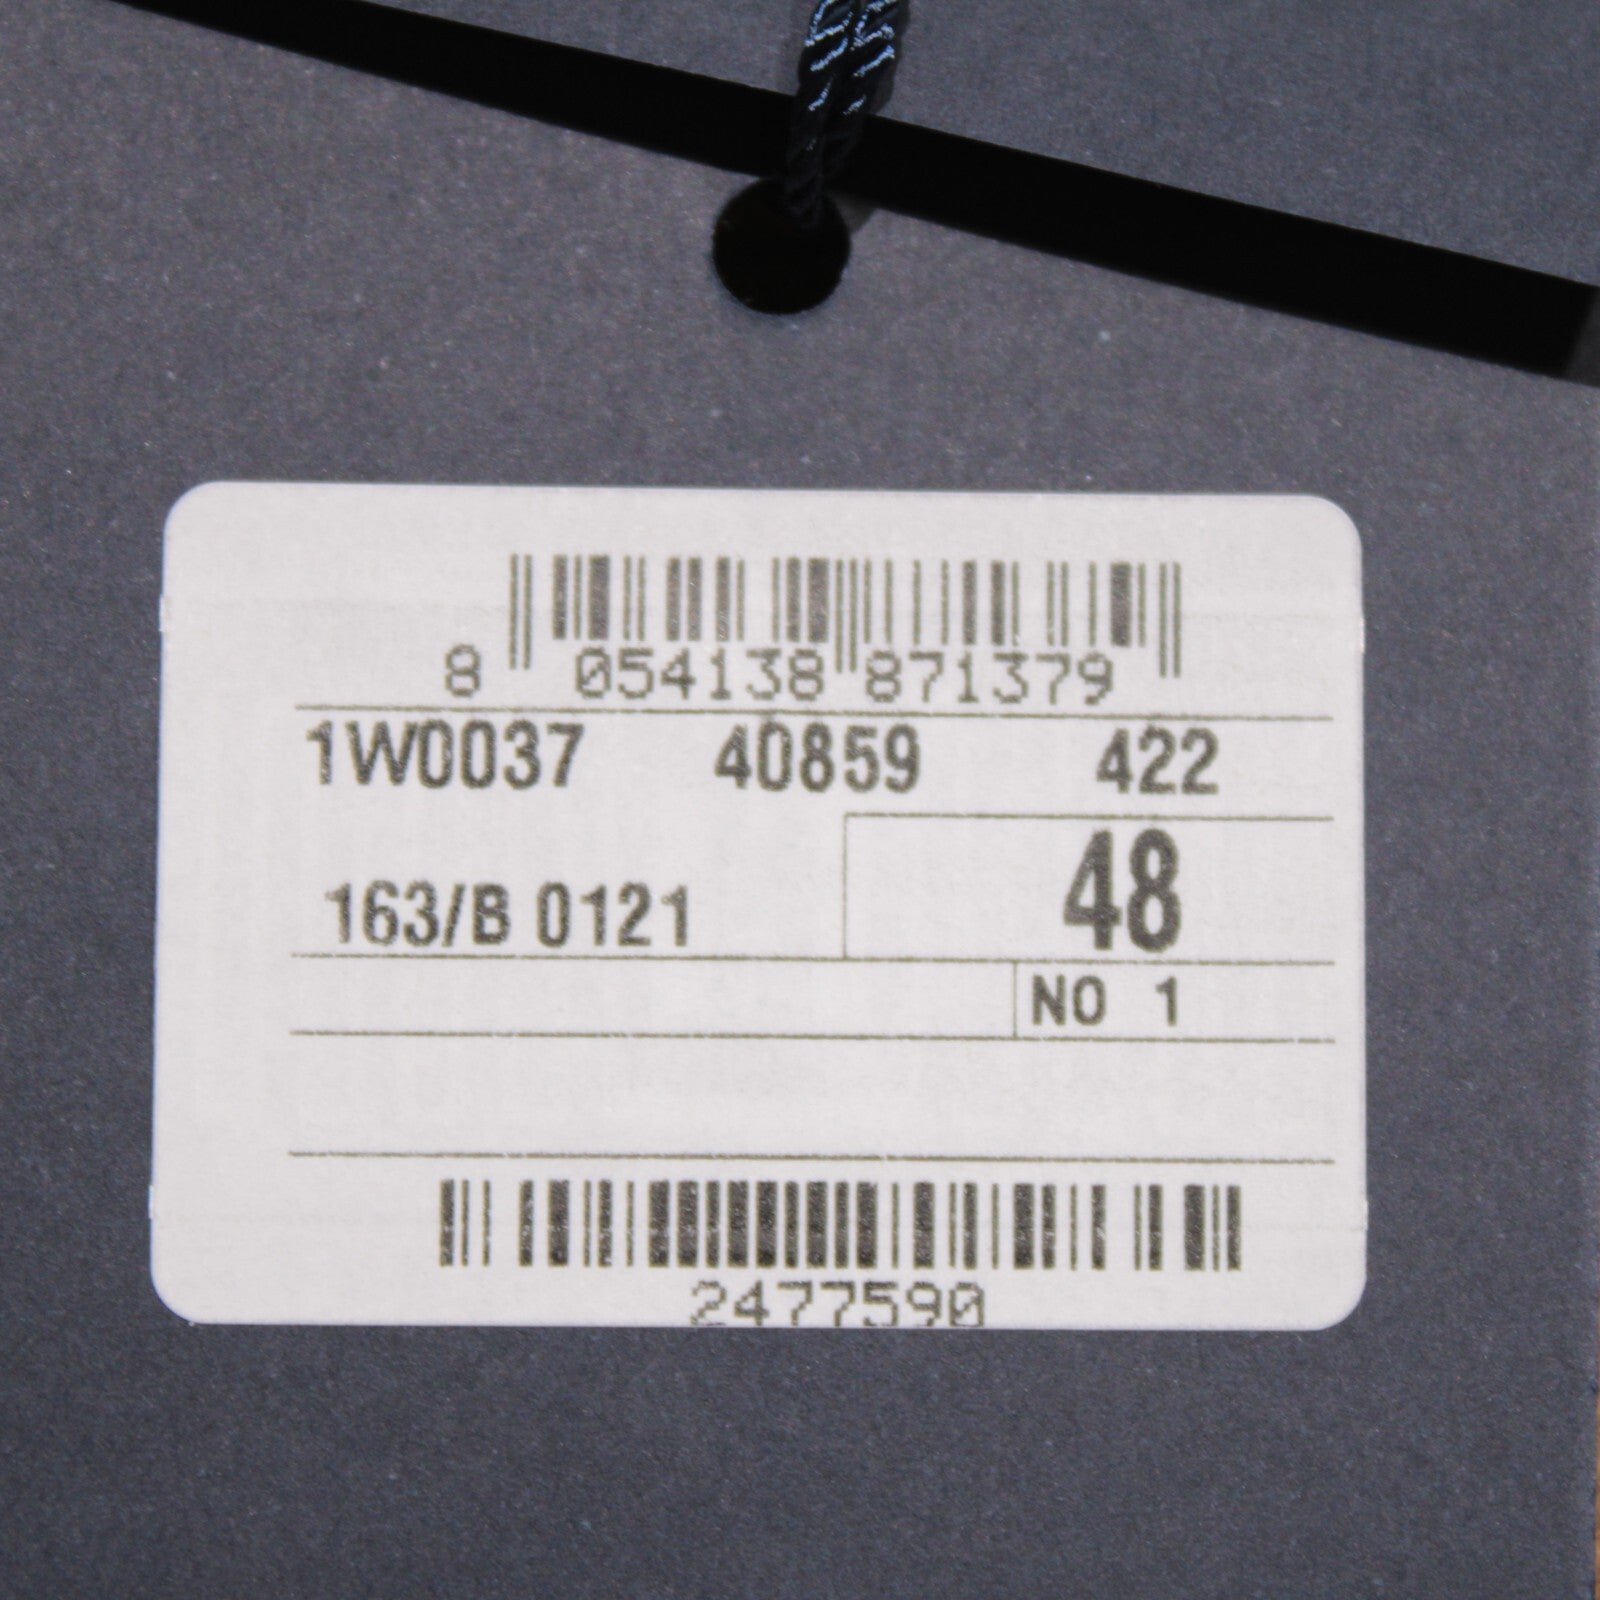 8 054138 871379
1W0037 40859 422
48
163/B 0121
NO 1
2477590